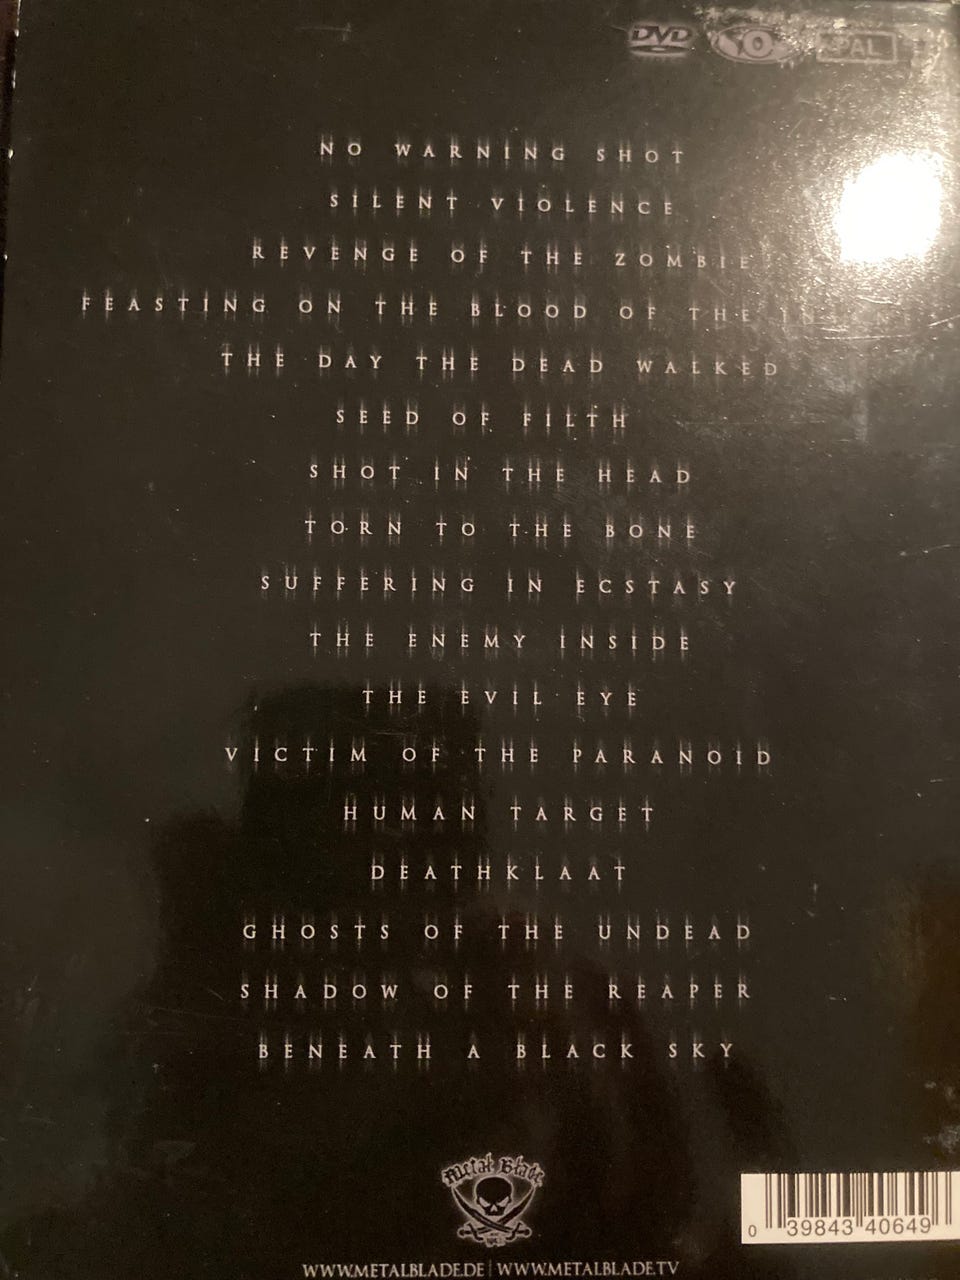 DVD 0 PAL
NO WARNING SHOT
SILENT VIOLENCE
REVENGE OF THE ZOMBIE
FEASTING ON THE BLOOD OF THE
THE DAY THE DEAD WALKED
SEED OF FILTH
SHOT IN THE HEAD
TORN TO THE BONE
SUFFERING IN ECSTASY
THE ENEMY INSIDE
THE EVIL EYE
VICTIM OF THE PARANOID
HUMAN TARGET
DEATHKLAAT
GHOSTS OF THE UNDEAD
SHADOW OF THE REAPER
BENEATH A BLACK SKY
Metal Blade
0 39843 40649
WWW.METALBLADE.DE | WWW.METALBLADE.TV